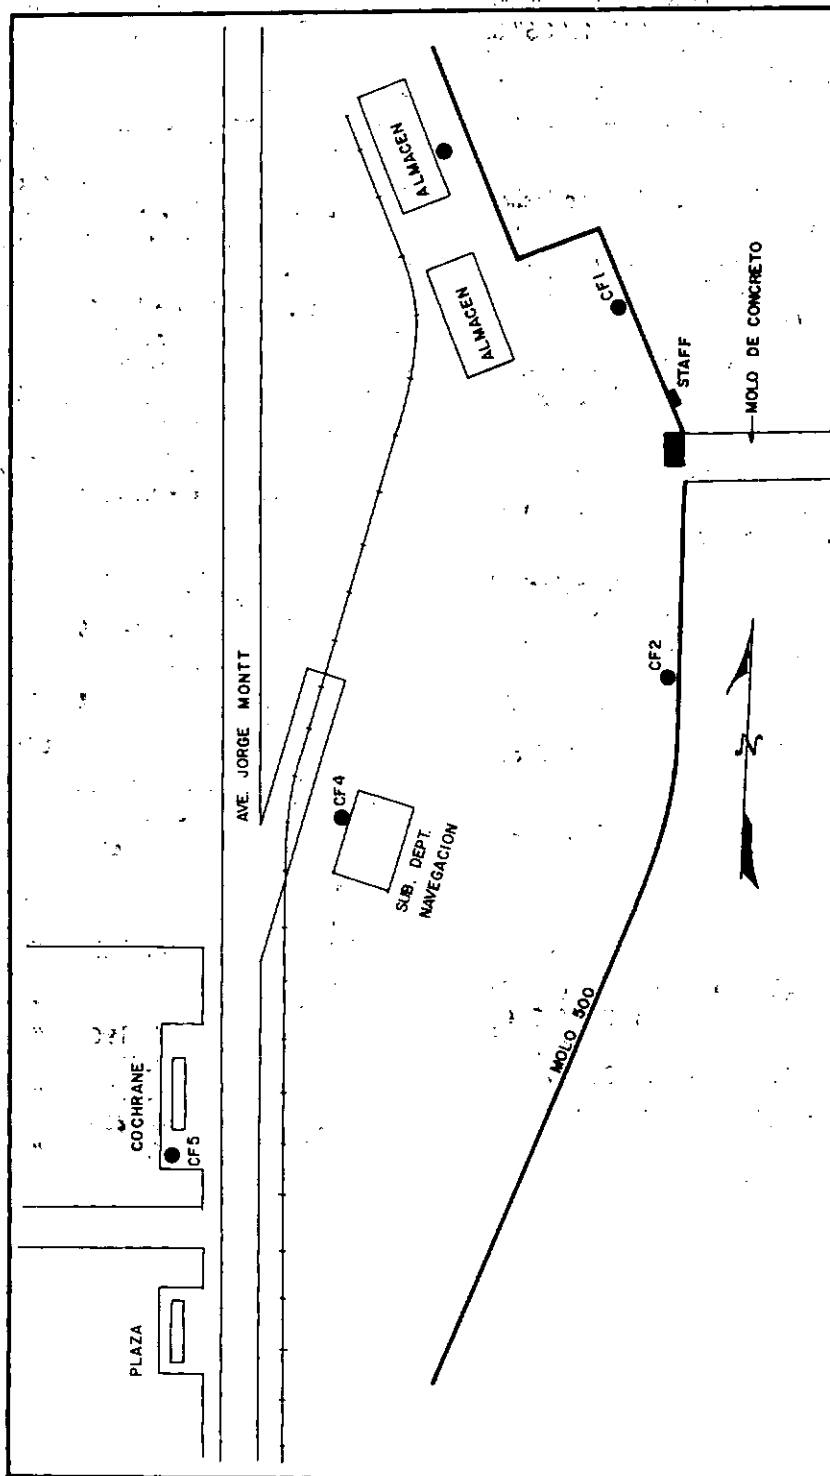 ALMACEN
ALMACEN
CF1
STAFF
MOLO DE CONCRETO
CF2
AVE. JORGE MONTT
CF4
SUB. DEPT.
NAVEGACION
MOLO 500
COCHRANE
CF5
PLAZA